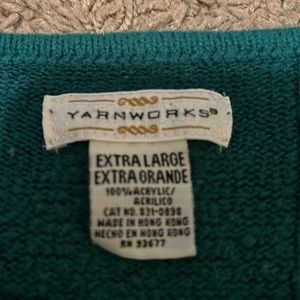 YARNWORKS®
EXTRA LARGE
EXTRA GRANDE
100% ACRYLIC/
ACRILICO
CAT NO. 831-0898
MADE IN HONG KONG
HECHO EN HONG KONG
RN 93677